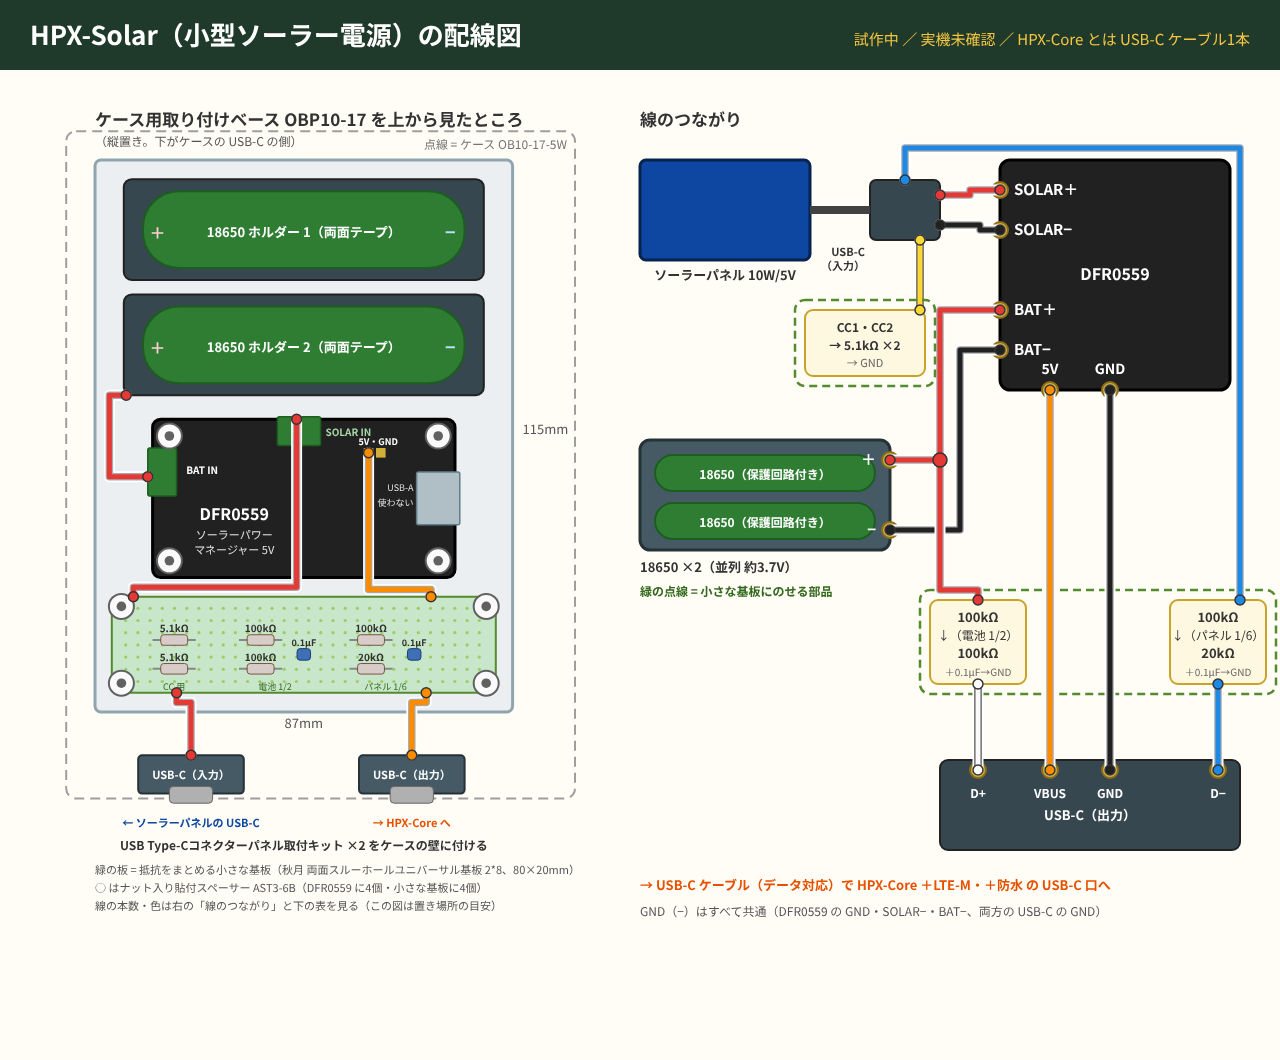 HPX-Solar（小型ソーラー電源）の配線図
試作中 ／ 実機未確認 ／ HPX-Core とは USB-C ケーブル1本
ケース用取り付けベース OBP10-17 を上から見たところ
（縦置き。下がケースの USB-C の側）
点線 = ケース OB10-17-5W
＋ 18650 ホルダー 1（両面テープ） −
＋ 18650 ホルダー 2（両面テープ） −
SOLAR IN
5V・GND
BAT IN
USB-A
使わない
DFR0559
ソーラーパワー
マネージャー 5V
115mm
5.1kΩ 100kΩ 100kΩ
0.1µF 0.1µF
5.1kΩ 100kΩ 20kΩ
CC 用 電池 1/2 パネル 1/6
87mm
USB-C（入力） USB-C（出力）
← ソーラーパネルの USB-C → HPX-Core へ
USB Type-Cコネクターパネル取付キット ×2 をケースの壁に付ける
緑の板 = 抵抗をまとめる小さな基板（秋月 両面スルーホールユニバーサル基板 2*8、80×20mm）
○ はナット入り貼付スペーサー AST3-6B（DFR0559 に4個・小さな基板に4個）
線の本数・色は右の「線のつながり」と下の表を見る（この図は置き場所の目安）
線のつながり
ソーラーパネル 10W/5V
USB-C
（入力）
SOLAR＋
SOLAR−
DFR0559
BAT＋
BAT−
5V GND
CC1・CC2
→ 5.1kΩ ×2
→ GND
＋
18650（保護回路付き）
18650（保護回路付き）
−
18650 ×2（並列 約3.7V）
緑の点線 = 小さな基板にのせる部品
100kΩ
↓（電池 1/2）
100kΩ
＋0.1µF→GND
100kΩ
↓（パネル 1/6）
20kΩ
＋0.1µF→GND
D+ VBUS GND D−
USB-C（出力）
→ USB-C ケーブル（データ対応）で HPX-Core ＋LTE-M・＋防水 の USB-C 口へ
GND（−）はすべて共通（DFR0559 の GND・SOLAR−・BAT−、両方の USB-C の GND）